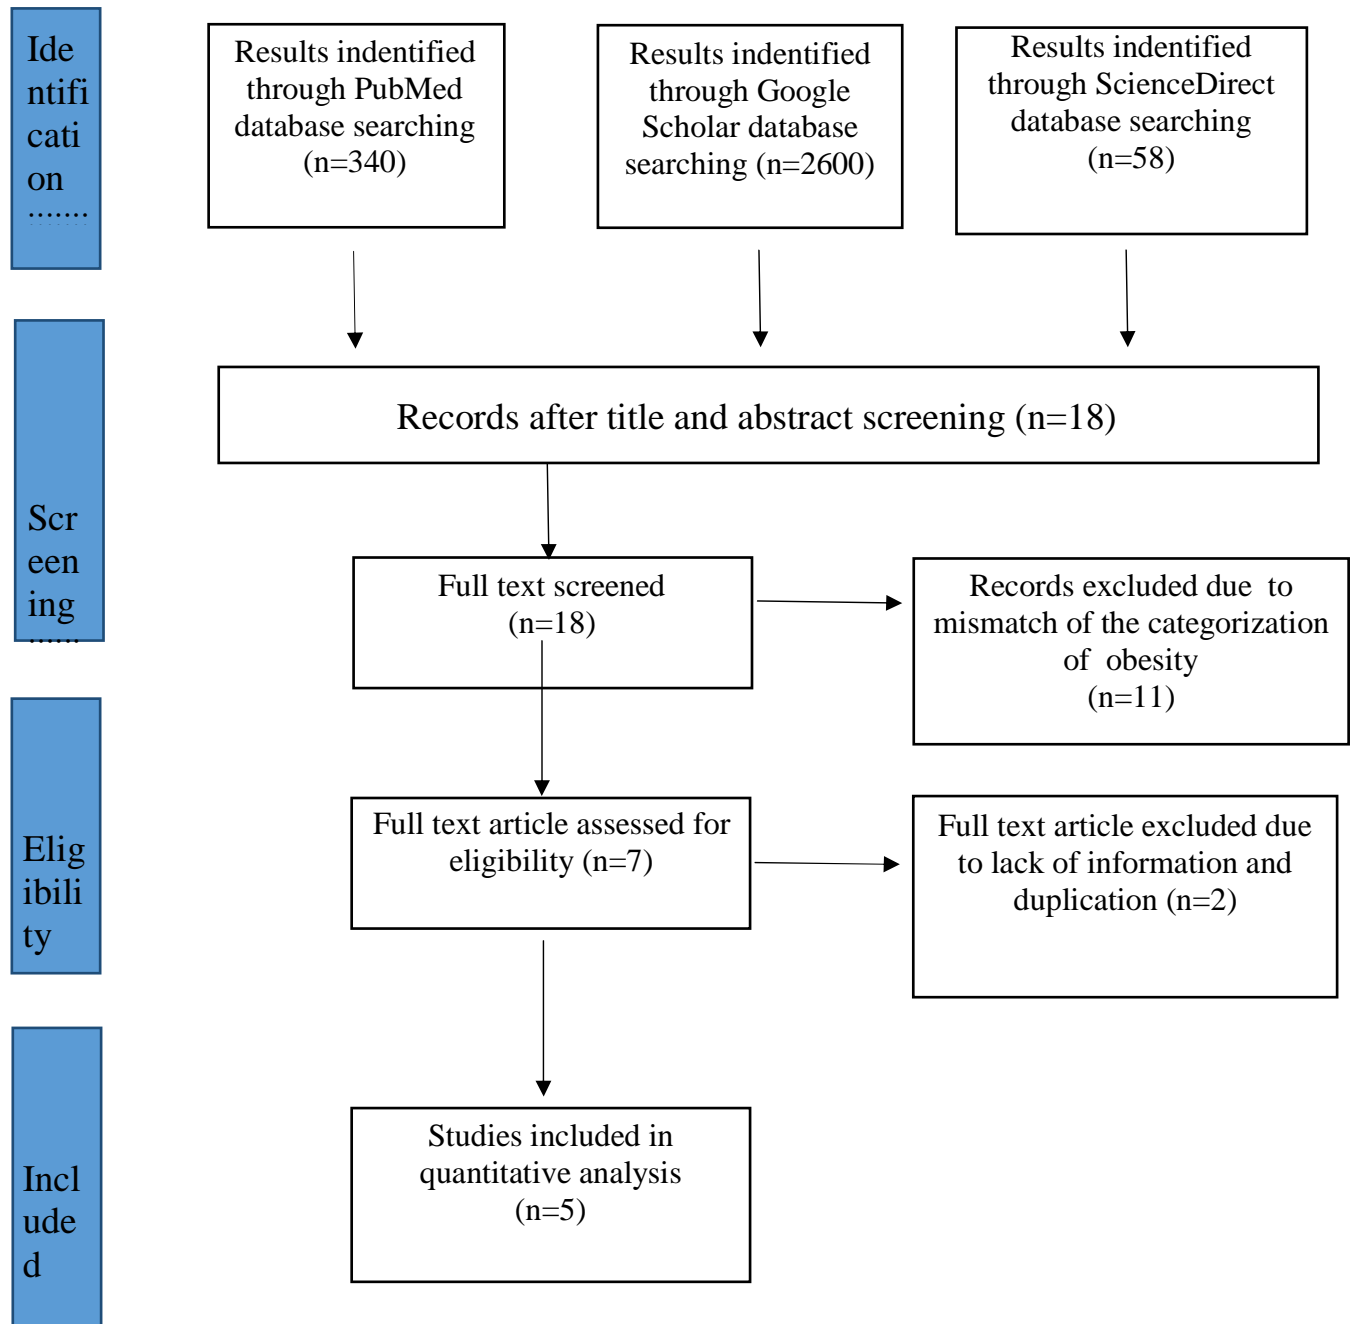 Ide
ntifi
cati
on
.......
Results indentified
through PubMed
database searching
(n=340)
Results indentified
through Google
Scholar database
searching (n=2600)
Results indentified
through ScienceDirect
database searching
(n=58)
Records after title and abstract screening (n=18)
Scr
een
ing
......
Full text screened
(n=18)
Records excluded due  to
mismatch of the categorization
of  obesity
(n=11)
Elig
ibili
ty
Full text article assessed for
eligibility (n=7)
Full text article excluded due
to lack of information and
duplication (n=2)
Incl
ude
d
Studies included in
quantitative analysis
(n=5)